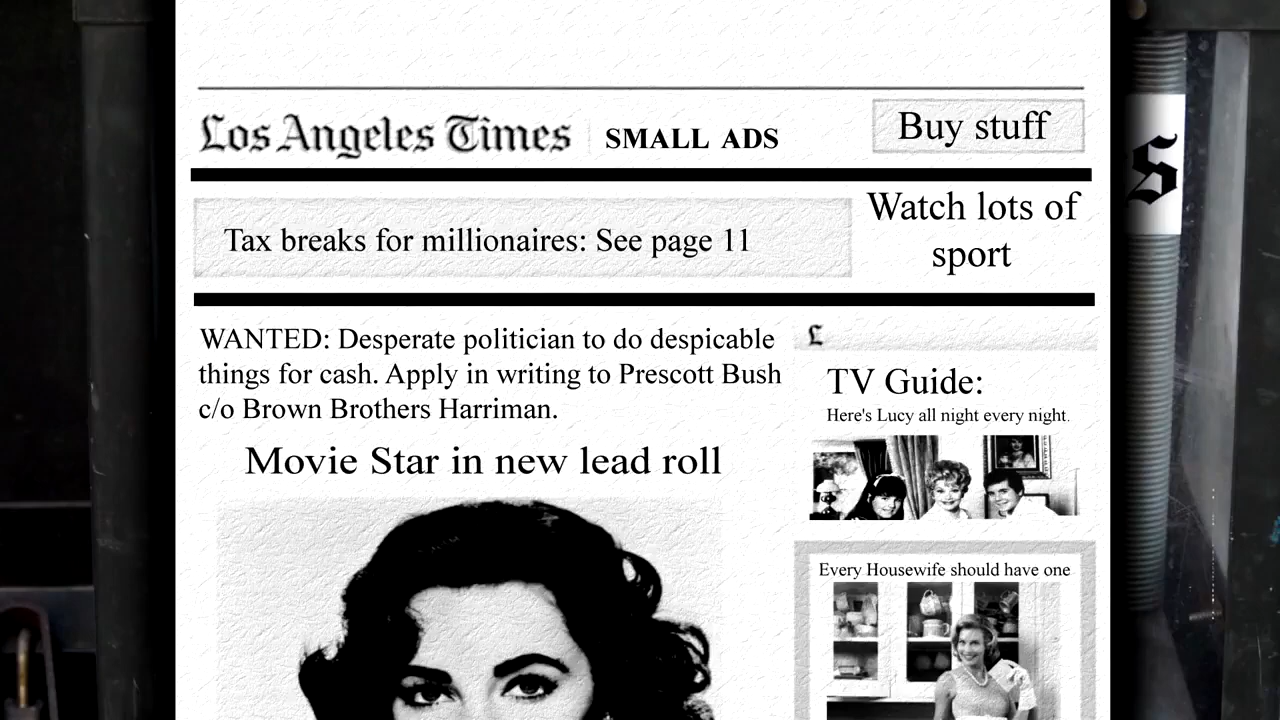 Los Angeles Times SMALL ADS
Buy stuff
Tax breaks for millionaires: See page 11
Watch lots of
sport
WANTED: Desperate politician to do despicable
things for cash. Apply in writing to Prescott Bush
c/o Brown Brothers Harriman.
Movie Star in new lead roll
L
TV Guide:
Here's Lucy all night every night.
Every Housewife should have one
S